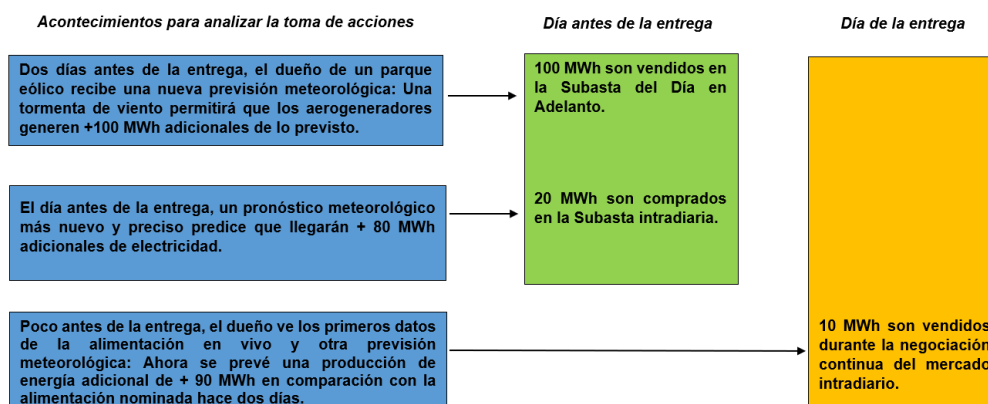 Acontecimientos para analizar la toma de acciones
Día antes de la entrega
Día de la entrega
Dos días antes de la entrega, el dueño de un parque
eólico recibe una nueva previsión meteorológica: Una
tormenta de viento permitirá que los aerogeneradores
generen +100 MWh adicionales de lo previsto.
100 MWh son vendidos en
la Subasta del Día en
Adelanto.
El día antes de la entrega, un pronóstico meteorológico
más nuevo y preciso predice que llegarán + 80 MWh
adicionales de electricidad.
20 MWh son comprados
en la Subasta intradiaria.
Poco antes de la entrega, el dueño ve los primeros datos
de la alimentación en vivo y otra previsión
meteorológica: Ahora se prevé una producción de
energía adicional de + 90 MWh en comparación con la
alimentación nominada hace dos días.
10 MWh son vendidos
durante la negociación
continua del mercado
intradiario.